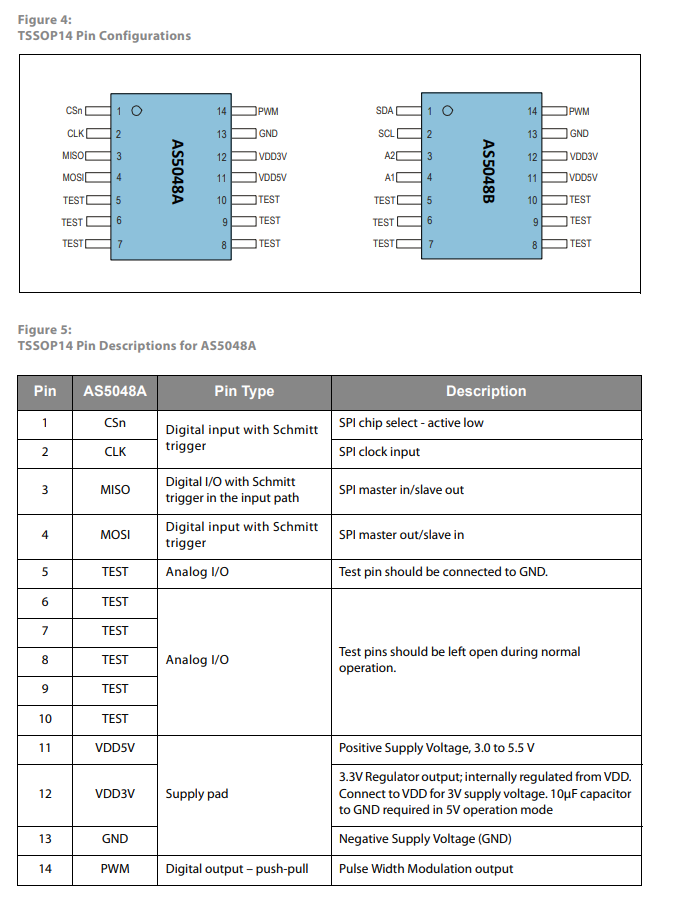 Figure 4:
TSSOP14 Pin Configurations
CSn 1 14 PWM
CLK 2 13 GND
MISO 3 12 VDD3V
MOSI 4 11 VDD5V
TEST 5 10 TEST
TEST 6 9 TEST
TEST 7 8 TEST
AS5048A
SDA 1 14 PWM
SCL 2 13 GND
A2 3 12 VDD3V
A1 4 11 VDD5V
TEST 5 10 TEST
TEST 6 9 TEST
TEST 7 8 TEST
AS5048B
Figure 5:
TSSOP14 Pin Descriptions for AS5048A
Pin AS5048A Pin Type Description
1 CSn SPI chip select - active low
Digital input with Schmitt
trigger
2 CLK SPI clock input
Digital I/O with Schmitt
3 MISO SPI master in/slave out
trigger in the input path
Digital input with Schmitt
4 MOSI SPI master out/slave in
trigger
5 TEST Analog I/O Test pin should be connected to GND.
6 TEST
7 TEST
8 TEST Analog I/O Test pins should be left open during normal
operation.
9 TEST
10 TEST
11 VDD5V Positive Supply Voltage, 3.0 to 5.5 V
3.3V Regulator output; internally regulated from VDD.
12 VDD3V Supply pad Connect to VDD for 3V supply voltage. 10μF capacitor
to GND required in 5V operation mode
13 GND Negative Supply Voltage (GND)
14 PWM Digital output – push-pull Pulse Width Modulation output